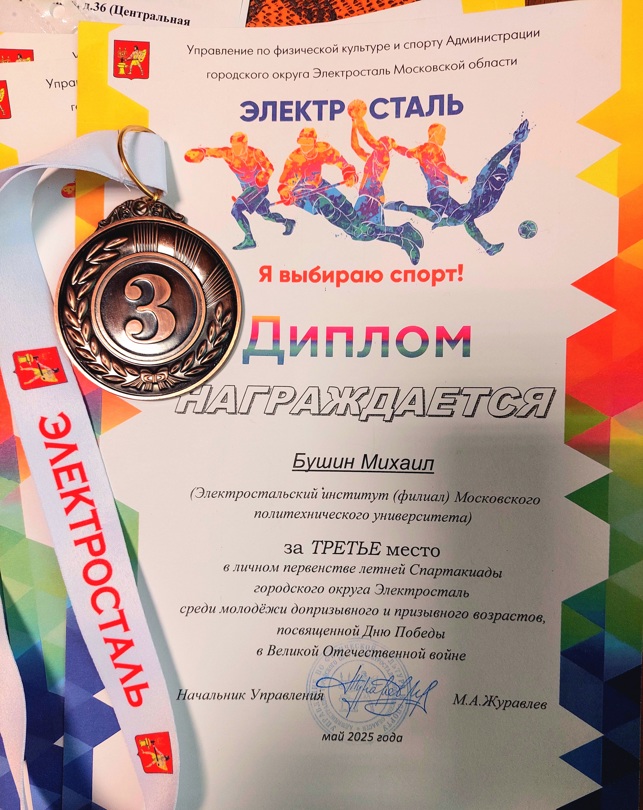 д.36 (Центральная
Управление по физической культуре и спорту Администрации
городского округа Электросталь Московской области
ЭЛЕКТРОСТАЛЬ
Я выбираю спорт!
Диплом
НАГРАЖДАЕТСЯ
Бушин Михаил
(Электростальский институт (филиал) Московского
политехнического университета)
за ТРЕТЬЕ место
в личном первенстве летней Спартакиады
городского округа Электросталь
среди молодёжи допризывного и призывного возрастов,
посвященной Дню Победы
в Великой Отечественной войне
Начальник Управления
М.А.Журавлев
май 2025 года
3
ЭЛЕКТРОСТАЛЬ